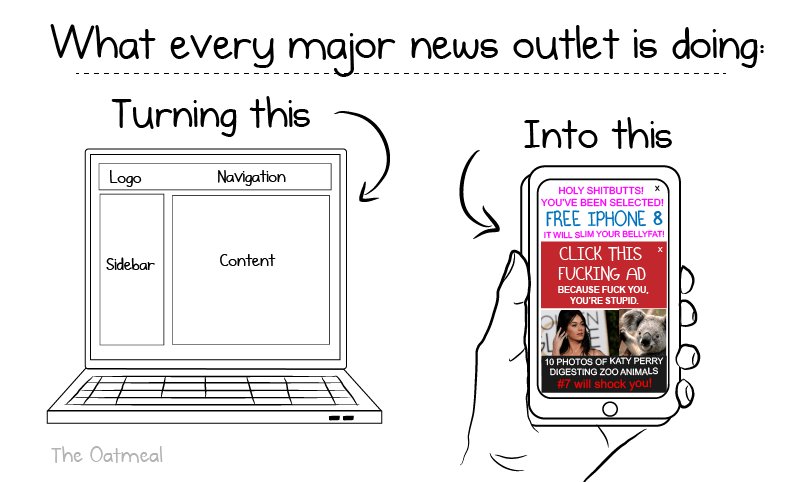 What every major news outlet is doing:
Turning this
Into this
Logo
Navigation
Sidebar
Content
HOLY SHITBUTTS!
x
YOU'VE BEEN SELECTED!
FREE IPHONE 8
IT WILL SLIM YOUR BELLYFAT!
CLICK THIS
x
FUCKING AD
BECAUSE FUCK YOU,
YOU'RE STUPID.
10 PHOTOS OF KATY PERRY
DIGESTING ZOO ANIMALS
#7 will shock you!
The Oatmeal